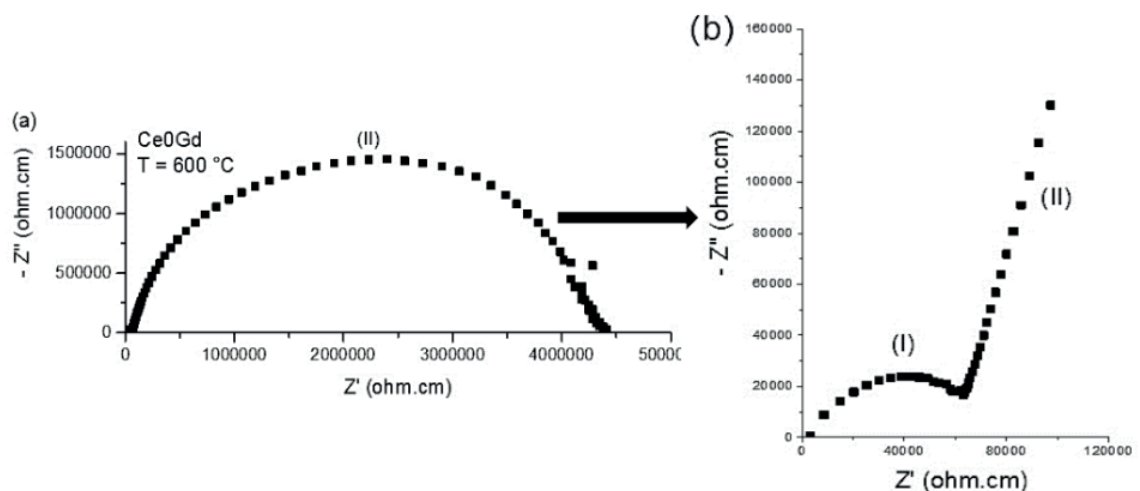 (a)
Ce0Gd
T = 600 °C
(II)
- Z" (ohm.cm)
1500000
1000000
500000
0
0 1000000 2000000 3000000 4000000 50000
Z' (ohm.cm)
(b)
- Z" (ohm.cm)
160000
140000
120000
100000
80000
60000
40000
20000
0
(I)
(II)
0 40000 80000 120000
Z' (ohm.cm)